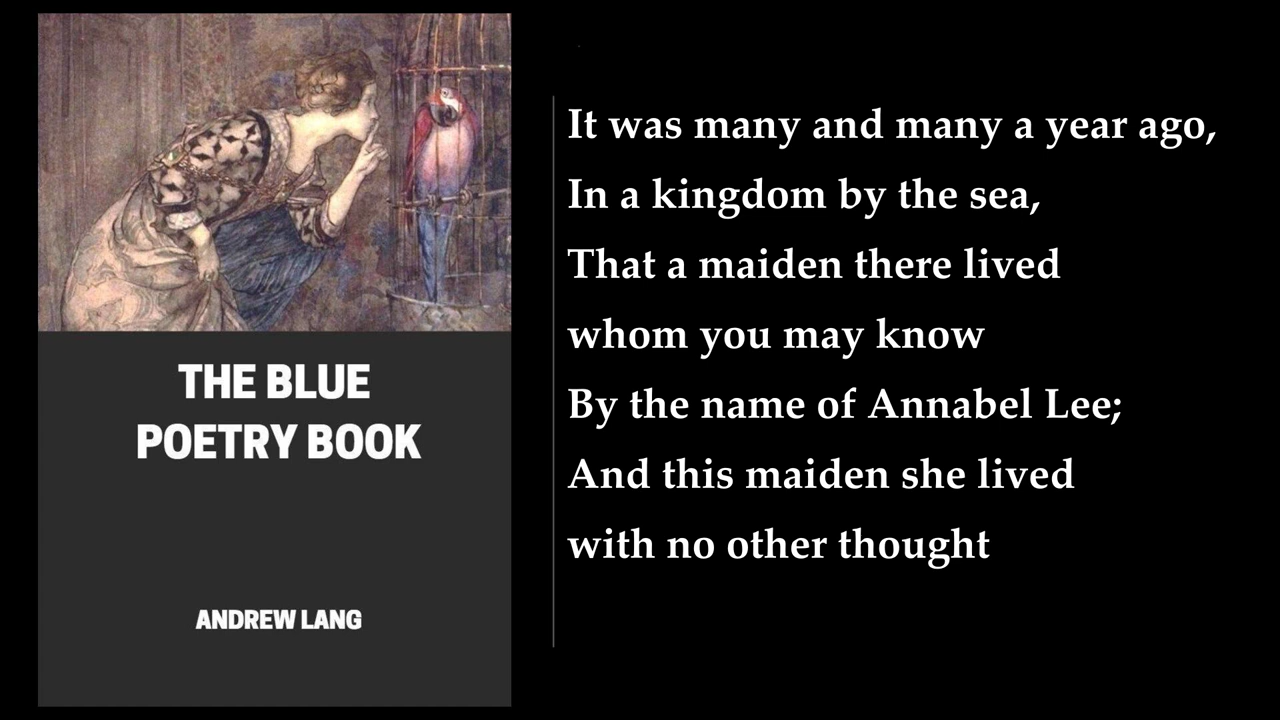 THE BLUE
POETRY BOOK
ANDREW LANG
It was many and many a year ago,
In a kingdom by the sea,
That a maiden there lived
whom you may know
By the name of Annabel Lee;
And this maiden she lived
with no other thought